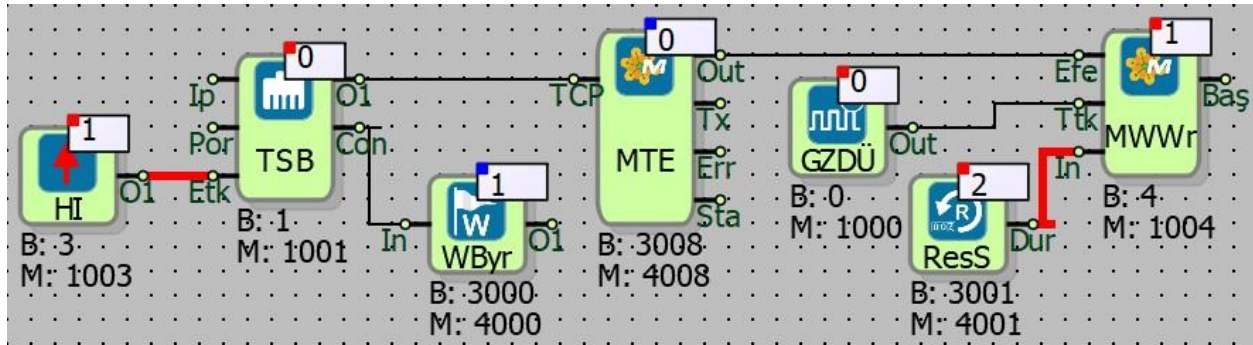 1
HI
O1
B: 3
M: 1003
0
Ip
Por
Etk
TSB
O1
Con
B: 1
M: 1001
1
In
W
WByr
O1
B: 3000
M: 4000
0
TCP
M
MTE
Out
Tx
Err
Sta
B: 3008
M: 4008
0
GZDÜ
Out
B: 0
M: 1000
2
R
ResS
Dur
B: 3001
M: 4001
1
Efe
Ttk
In
M
MWWr
Baş
B: 4
M: 1004